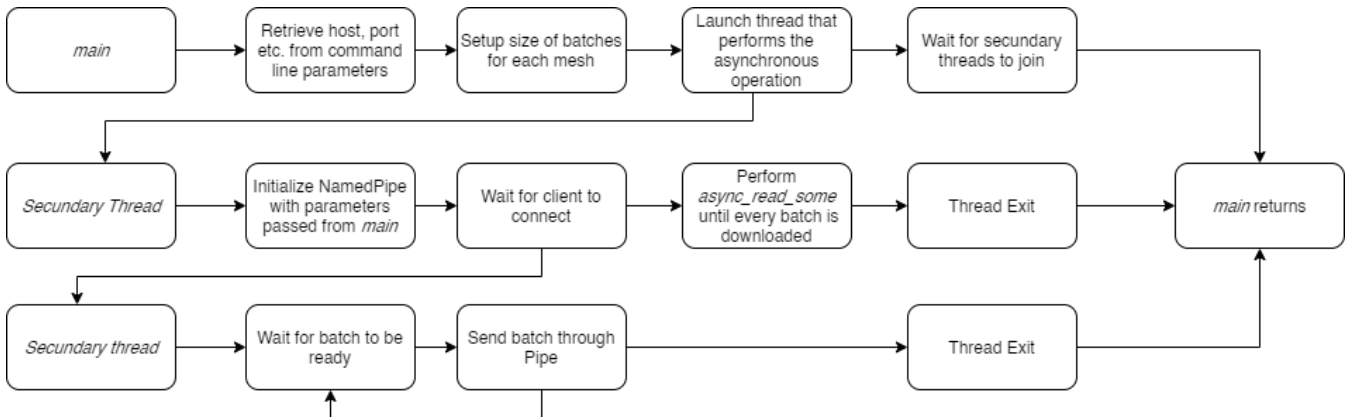 main
Retrieve host, port
etc. from command
line parameters
Setup size of batches
for each mesh
Launch thread that
performs the
asynchronous
operation
Wait for secundary
threads to join
Secundary Thread
Initialize NamedPipe
with parameters
passed from main
Wait for client to
connect
Perform
async_read_some
until every batch is
downloaded
Thread Exit
main returns
Secundary thread
Wait for batch to be
ready
Send batch through
Pipe
Thread Exit